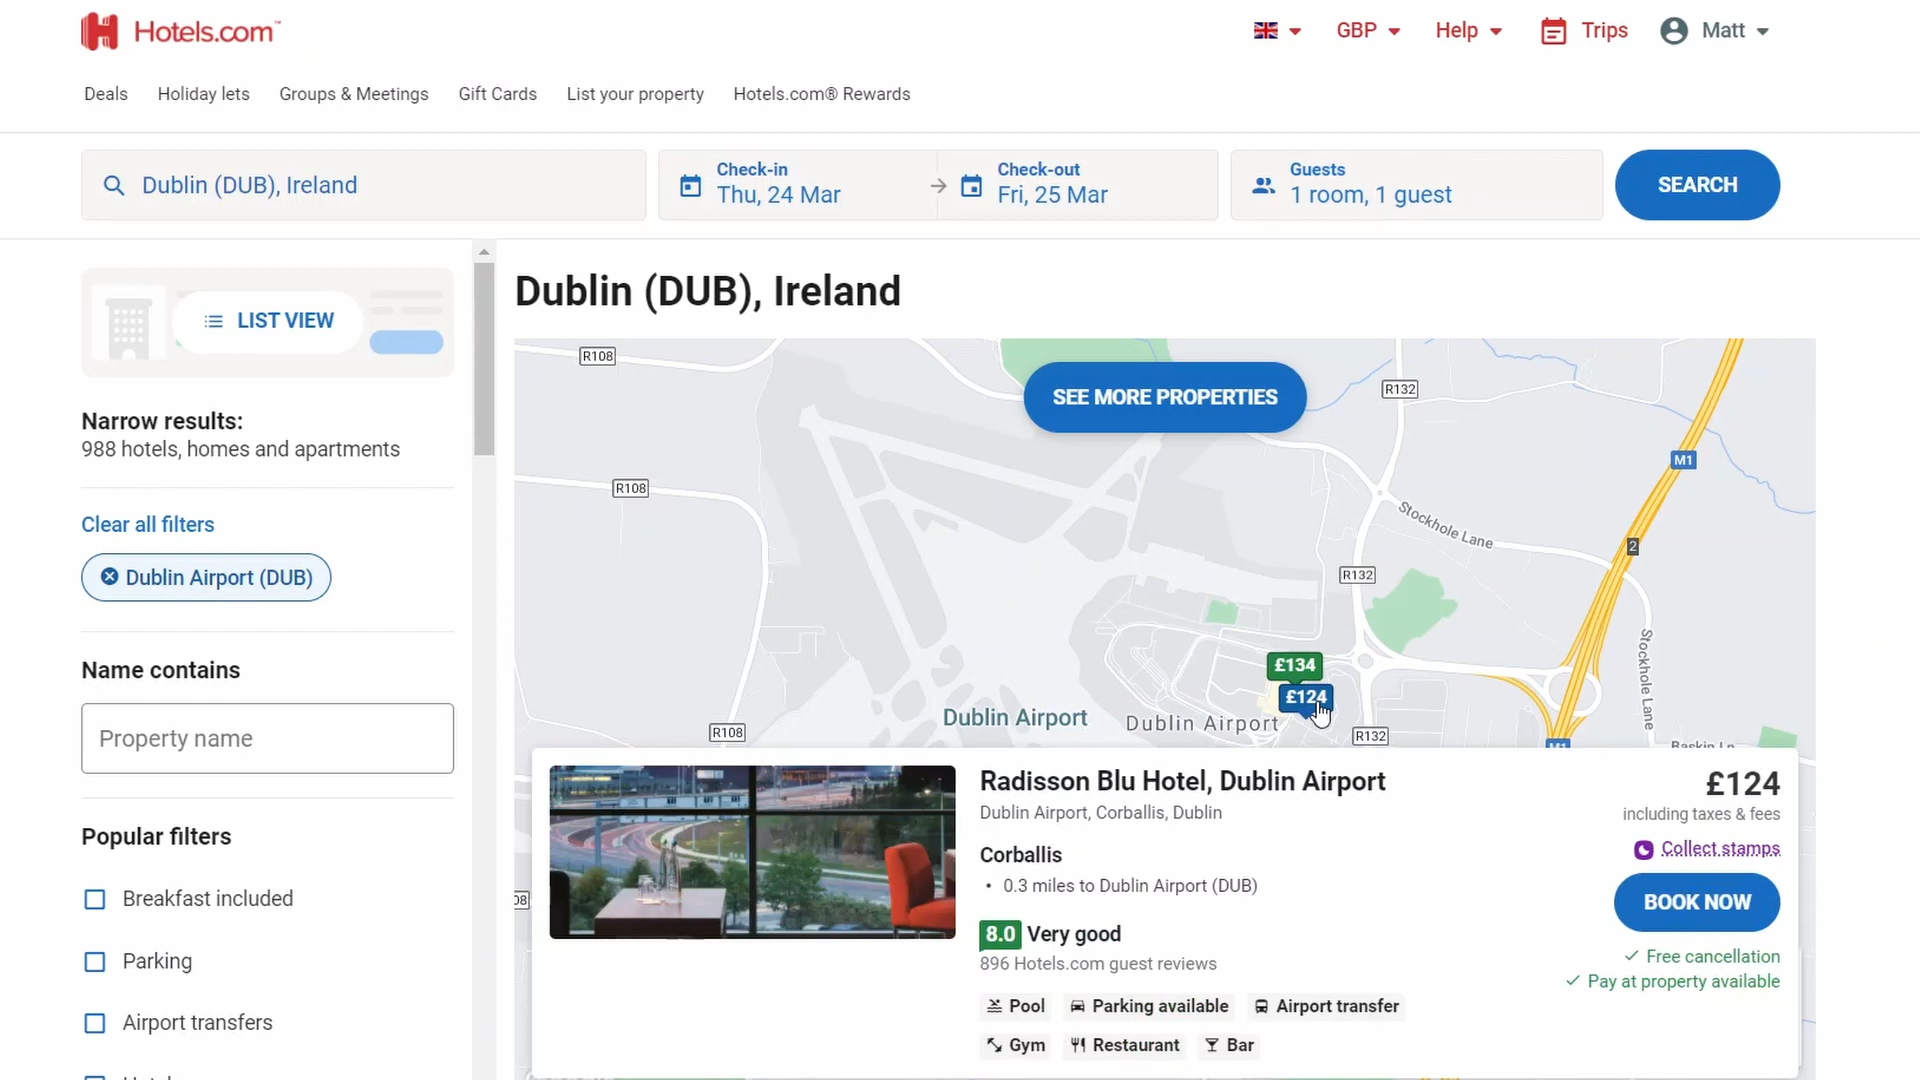 Hotels.com™
GBP
Help
Trips
Matt
Deals
Holiday lets
Groups & Meetings
Gift Cards
List your property
Hotels.com® Rewards
Dublin (DUB), Ireland
Check-in
Thu, 24 Mar
Check-out
Fri, 25 Mar
Guests
1 room, 1 guest
SEARCH
LIST VIEW
Narrow results:
988 hotels, homes and apartments
Clear all filters
Dublin Airport (DUB)
Name contains
Property name
Popular filters
Breakfast included
Parking
Airport transfers
Dublin (DUB), Ireland
SEE MORE PROPERTIES
R108
R132
M1
R108
Stockhole Lane
2
R132
Stockhole Lane
£134
£124
Dublin Airport
Dublin Airport
R108
R132
M1
Baskin Ln
08
Radisson Blu Hotel, Dublin Airport
Dublin Airport, Corballis, Dublin
Corballis
• 0.3 miles to Dublin Airport (DUB)
8.0 Very good
896 Hotels.com guest reviews
Pool
Parking available
Airport transfer
Gym
Restaurant
Bar
£124
including taxes & fees
Collect stamps
BOOK NOW
Free cancellation
Pay at property available